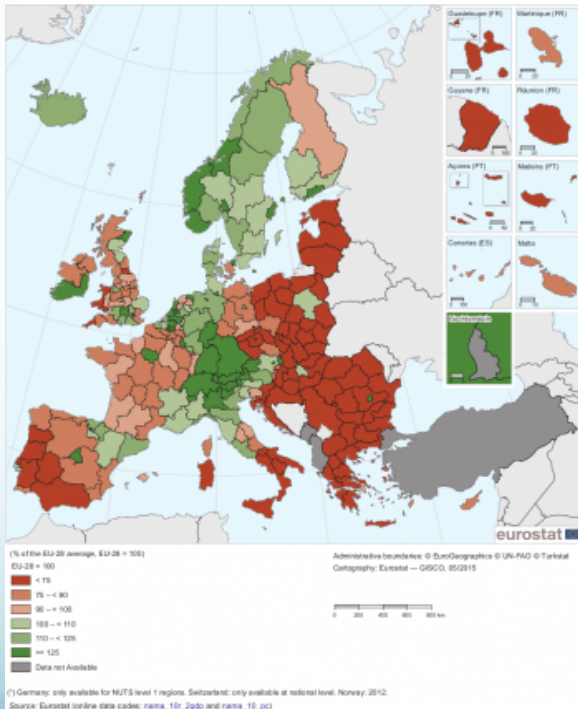 Guadeloupe (FR)
Martinique (FR)
Guyane (FR)
Réunion (FR)
Açores (PT)
Madeira (PT)
Canarias (ES)
Malta
Liechtenstein
eurostat
(% of the EU-28 average, EU-28 = 100)
EU-28 = 100
< 75
75 – < 90
90 – < 100
100 – < 110
110 – < 125
>= 125
Data not Available
Administrative boundaries: © EuroGeographics © UN-FAO © Turkstat
Cartography: Eurostat — GISCO, 05/2015
0 200 400 600 800 km
(¹) Germany: only available for NUTS level 1 regions. Switzerland: only available at national level. Norway: 2012.
Source: Eurostat (online data codes: nama_10r_2gdp and nama_10_pc)